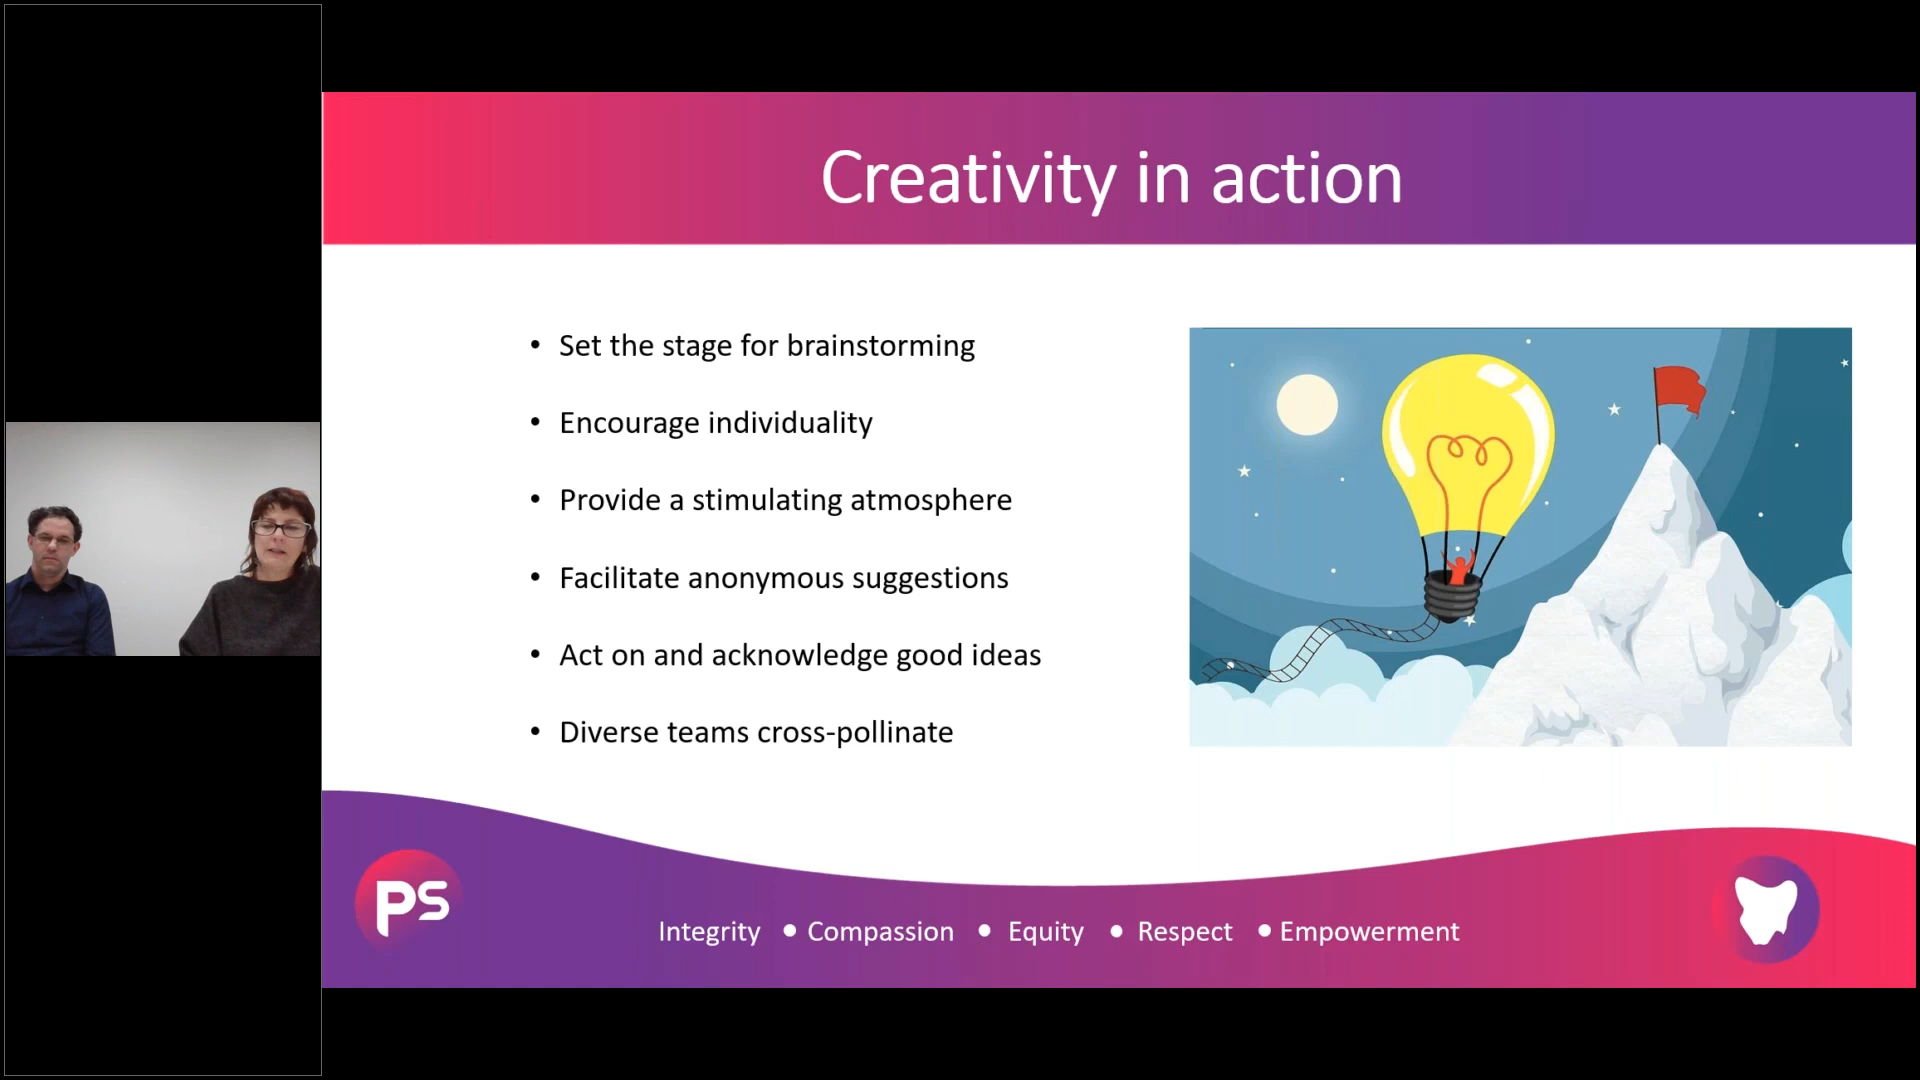 Creativity in action
• Set the stage for brainstorming
• Encourage individuality
• Provide a stimulating atmosphere
• Facilitate anonymous suggestions
• Act on and acknowledge good ideas
• Diverse teams cross-pollinate
PS
Integrity • Compassion • Equity • Respect • Empowerment